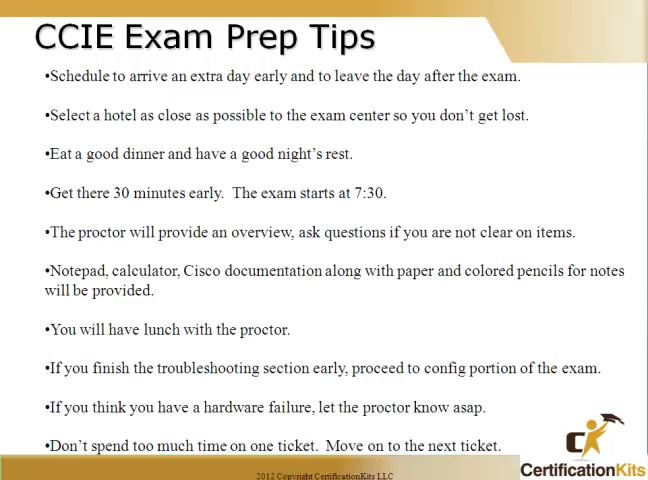 CCIE Exam Prep Tips
•Schedule to arrive an extra day early and to leave the day after the exam.
•Select a hotel as close as possible to the exam center so you don’t get lost.
•Eat a good dinner and have a good night’s rest.
•Get there 30 minutes early.  The exam starts at 7:30.
•The proctor will provide an overview, ask questions if you are not clear on items.
•Notepad, calculator, Cisco documentation along with paper and colored pencils for notes
will be provided.
•You will have lunch with the proctor.
•If you finish the troubleshooting section early, proceed to config portion of the exam.
•If you think you have a hardware failure, let the proctor know asap.
•Don’t spend too much time on one ticket.  Move on to the next ticket.
CK
CertificationKits
2012 Copyright CertificationKits LLC